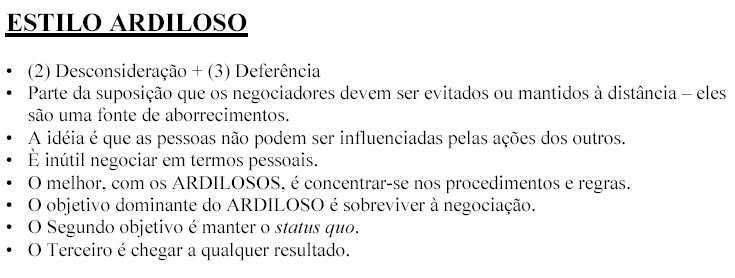 ESTILO ARDILOSO
• (2) Desconsideração + (3) Deferência
• Parte da suposição que os negociadores devem ser evitados ou mantidos à distância – eles
são uma fonte de aborrecimentos.
• A idéia é que as pessoas não podem ser influenciadas pelas ações dos outros.
• È inútil negociar em termos pessoais.
• O melhor, com os ARDILOSOS, é concentrar-se nos procedimentos e regras.
• O objetivo dominante do ARDILOSO é sobreviver à negociação.
• O Segundo objetivo é manter o status quo.
• O Terceiro é chegar a qualquer resultado.